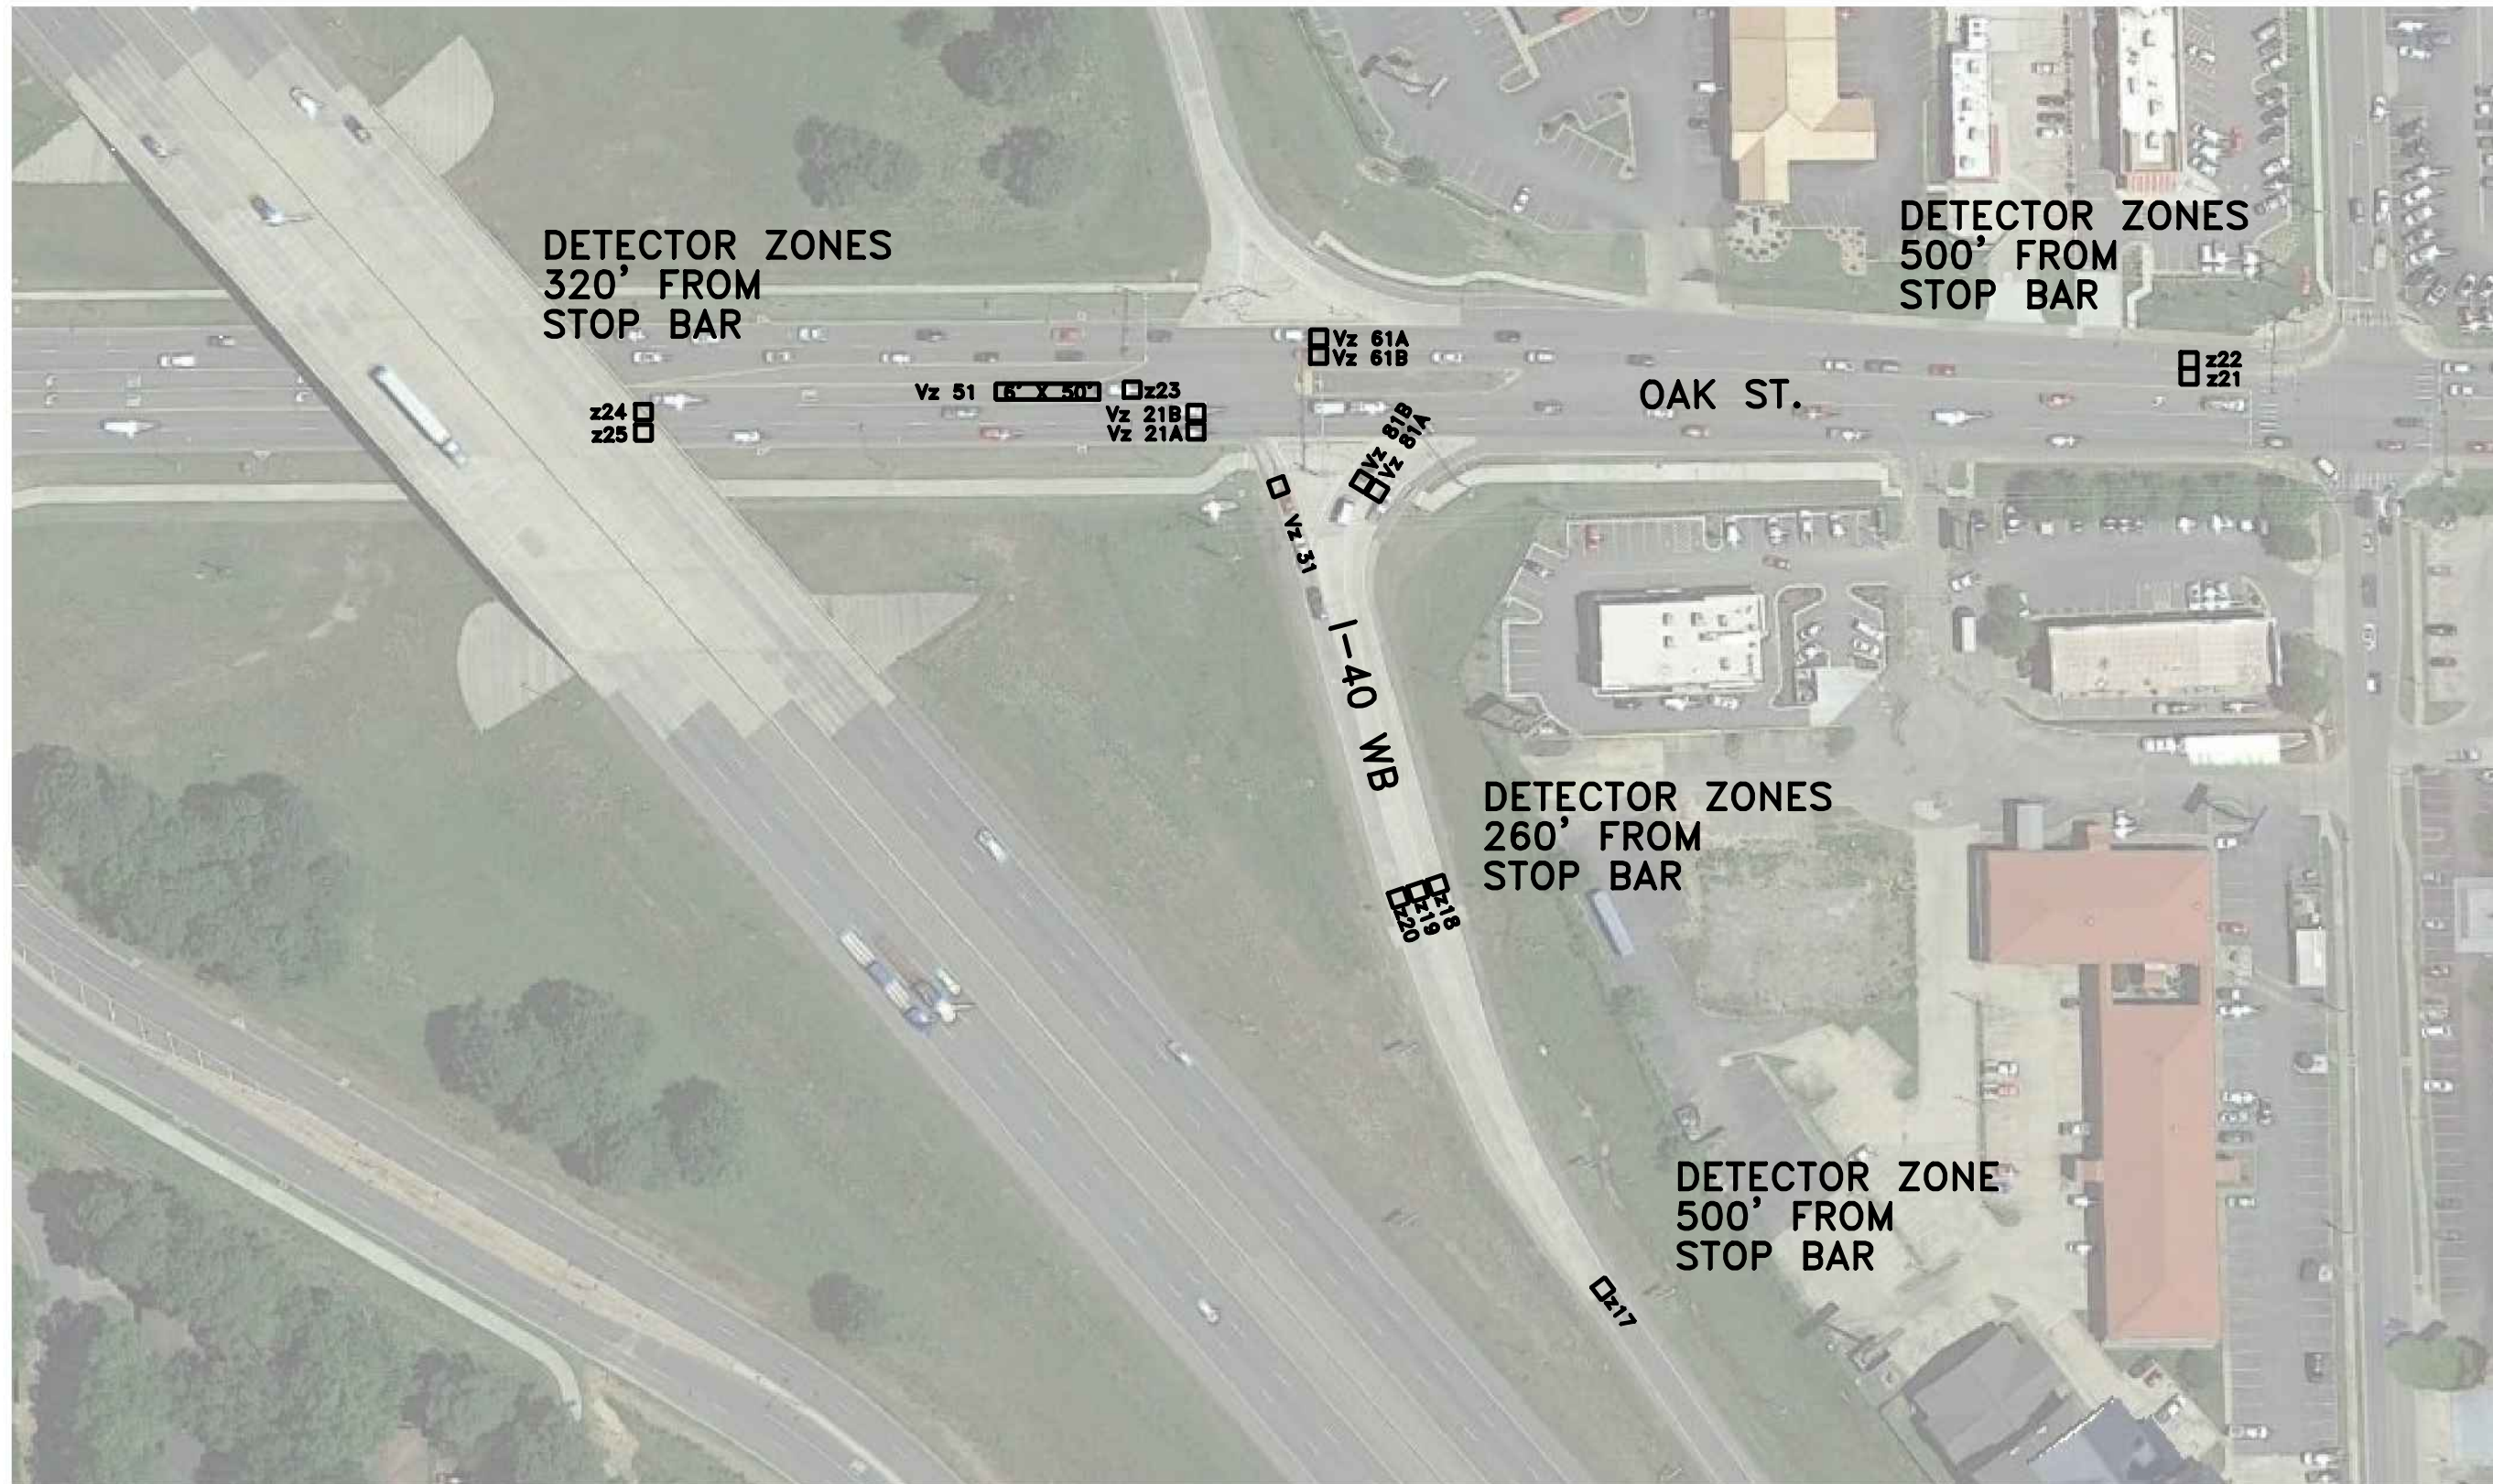 DETECTOR ZONES
320' FROM
STOP BAR
DETECTOR ZONES
500' FROM
STOP BAR
Vz 61A
Vz 61B
z22
z21
Vz 51
6' X 50'
z23
OAK ST.
z24
z25
Vz 21B
Vz 21A
Vz 81B
Vz 81A
Vz 31
I-40 WB
DETECTOR ZONES
260' FROM
STOP BAR
z20
z19
z18
DETECTOR ZONE
500' FROM
STOP BAR
z17